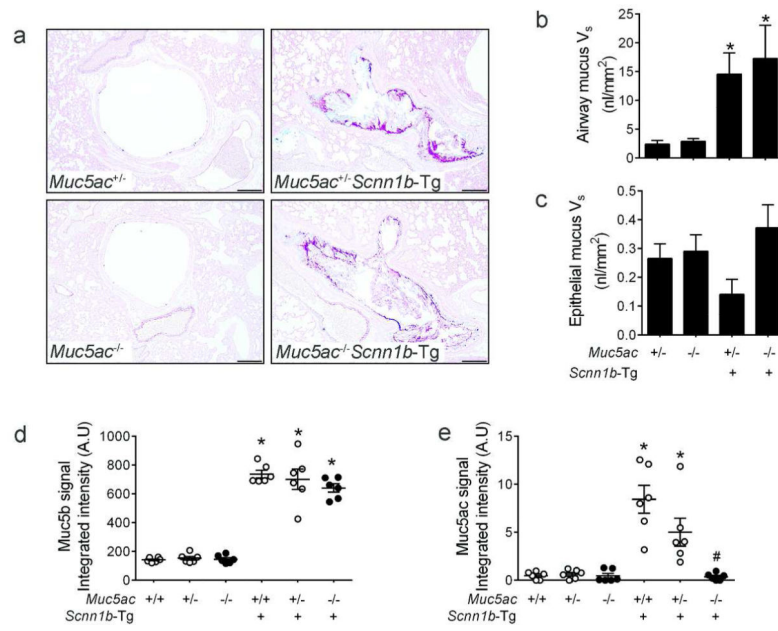 a
Muc5ac+/-
Muc5ac+/-Scnn1b-Tg
Muc5ac-/-
Muc5ac-/-Scnn1b-Tg
b
Airway mucus Vs
(nl/mm²)
25
20
15
10
5
0
* *
c
Epithelial mucus Vs
(nl/mm²)
0.5
0.4
0.3
0.2
0.1
0.0
Muc5ac +/- -/- +/- -/-
Scnn1b-Tg + +
d
Muc5b signal
Integrated intensity (A.U)
1000
800
600
400
200
0
* * *
Muc5ac +/+ +/- -/- +/+ +/- -/-
Scnn1b-Tg + + +
e
Muc5ac signal
Integrated intensity (A.U)
15
10
5
0
* * #
Muc5ac +/+ +/- -/- +/+ +/- -/-
Scnn1b-Tg + + +